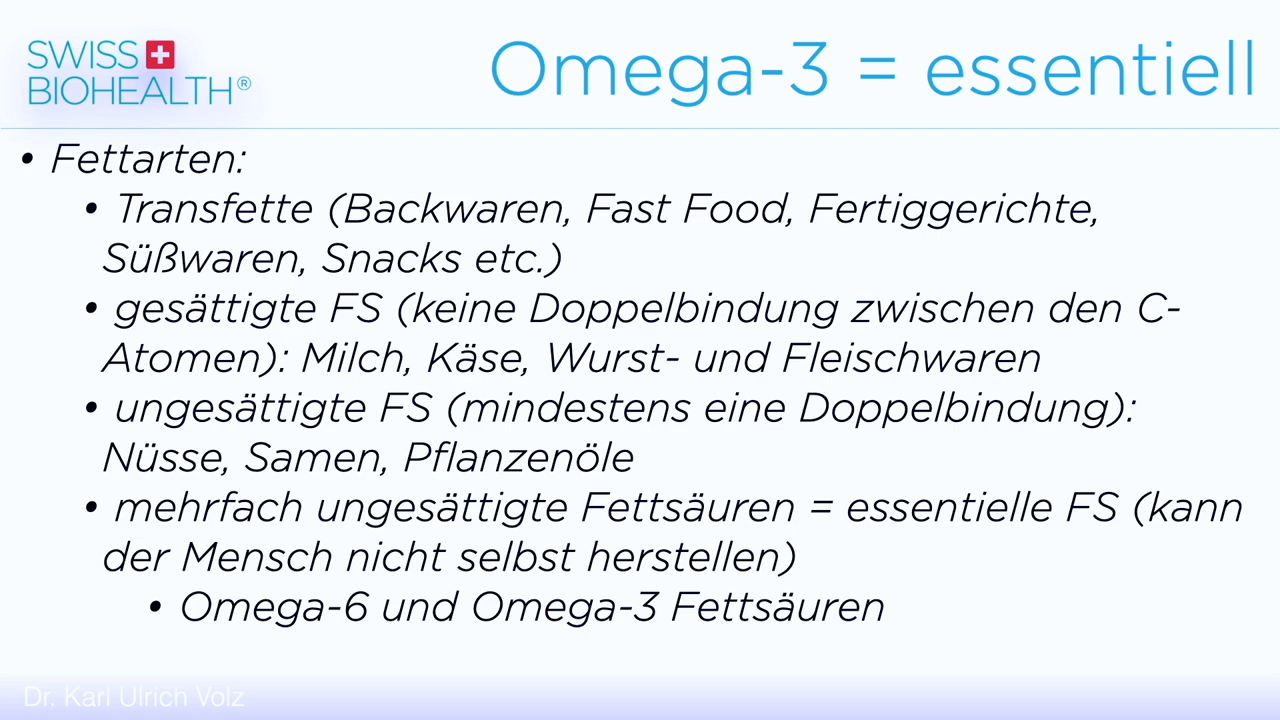 SWISS
BIOHEALTH®
Omega-3 = essentiell
• Fettarten:
• Transfette (Backwaren, Fast Food, Fertiggerichte,
Süßwaren, Snacks etc.)
• gesättigte FS (keine Doppelbindung zwischen den C-
Atomen): Milch, Käse, Wurst- und Fleischwaren
• ungesättigte FS (mindestens eine Doppelbindung):
Nüsse, Samen, Pflanzenöle
• mehrfach ungesättigte Fettsäuren = essentielle FS (kann
der Mensch nicht selbst herstellen)
• Omega-6 und Omega-3 Fettsäuren
Dr. Karl Ulrich Volz